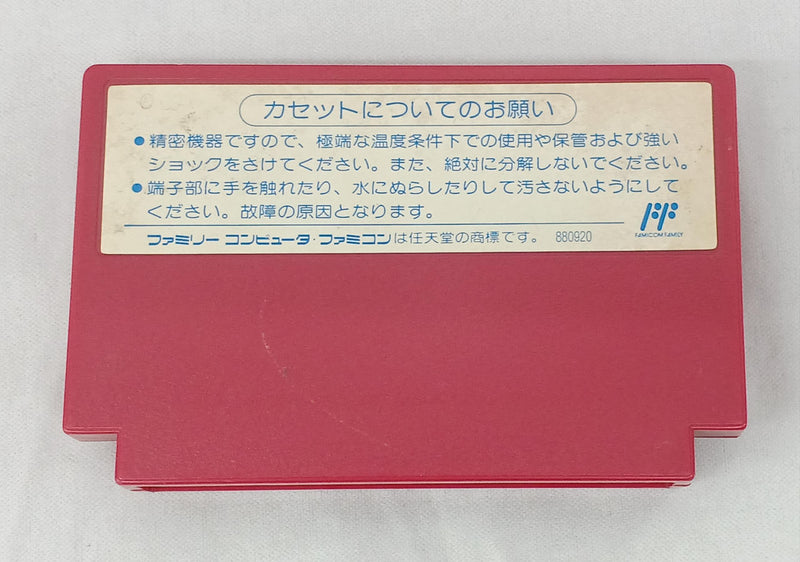 カセットについてのお願い
●精密機器ですので、極端な温度条件下での使用や保管および強い
ショックをさけてください。また、絶対に分解しないでください。
●端子部に手を触れたり、水にぬらしたりして汚さないようにして
ください。故障の原因となります。
FAMICOM FAMILY
ファミリー コンピュータ・ファミコンは任天堂の商標です。 880920